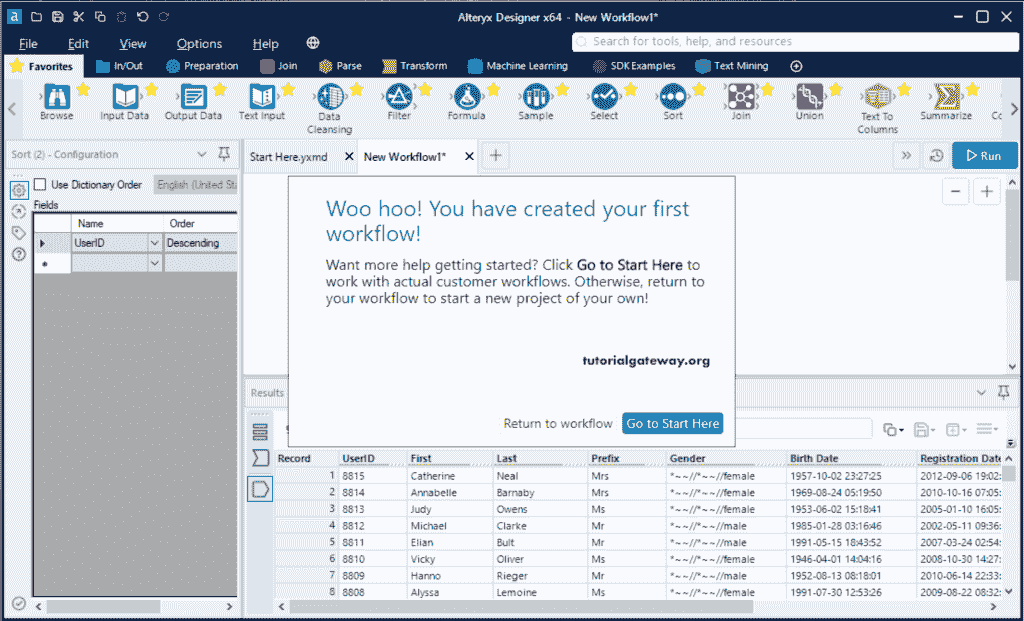 a
Alteryx Designer x64 - New Workflow1*
File Edit View Options Help
Search for tools, help, and resources
Favorites In/Out Preparation Join Parse Transform Machine Learning SDK Examples Text Mining
Browse Input Data Output Data Text Input Data Cleansing Filter Formula Sample Select Sort Join Union Text To Columns Summarize
Sort (2) - Configuration
Start Here.yxmd New Workflow1* Run
Use Dictionary Order English (United Sta
Fields
Name Order
UserID Descending
Woo hoo! You have created your first
workflow!
Want more help getting started? Click Go to Start Here to
work with actual customer workflows. Otherwise, return to
your workflow to start a new project of your own!
tutorialgateway.org
Return to workflow Go to Start Here
Results
Record UserID First Last Prefix Gender Birth Date Registration Date
1 8815 Catherine Neal Mrs *~~//*~~//female 1957-10-02 23:27:25 2012-09-06 19:02:
2 8814 Annabelle Barnaby Mrs *~~//*~~//female 1969-08-24 05:19:50 2010-10-16 07:05:
3 8813 Judy Owens Ms *~~//*~~//female 1953-06-02 15:18:41 2005-01-10 16:05:
4 8812 Michael Clarke Mr *~~//*~~//male 1985-01-28 03:16:46 2002-05-11 09:36:
5 8811 Elian Bult Mr *~~//*~~//male 1991-05-15 18:43:52 2007-03-24 02:54:
6 8810 Vicky Oliver Ms *~~//*~~//female 1946-04-01 14:04:16 2008-10-30 14:27:
7 8809 Hanno Rieger Mr *~~//*~~//male 1952-08-13 08:18:01 2010-06-14 22:33:
8 8808 Alyssa Lemoine Ms *~~//*~~//female 1991-07-30 12:53:26 2009-08-22 08:32: